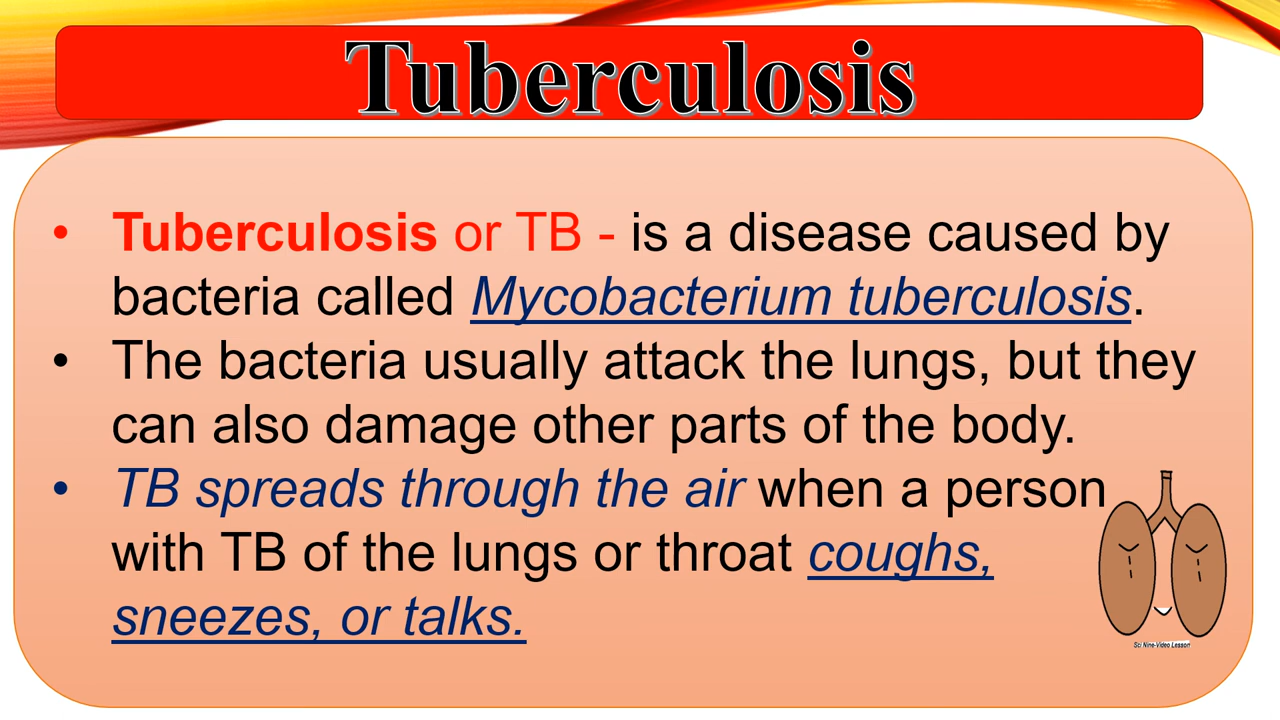 Tuberculosis
• Tuberculosis or TB - is a disease caused by
bacteria called Mycobacterium tuberculosis.
• The bacteria usually attack the lungs, but they
can also damage other parts of the body.
• TB spreads through the air when a person
with TB of the lungs or throat coughs,
sneezes, or talks.
Sci Nine-Video Lesson